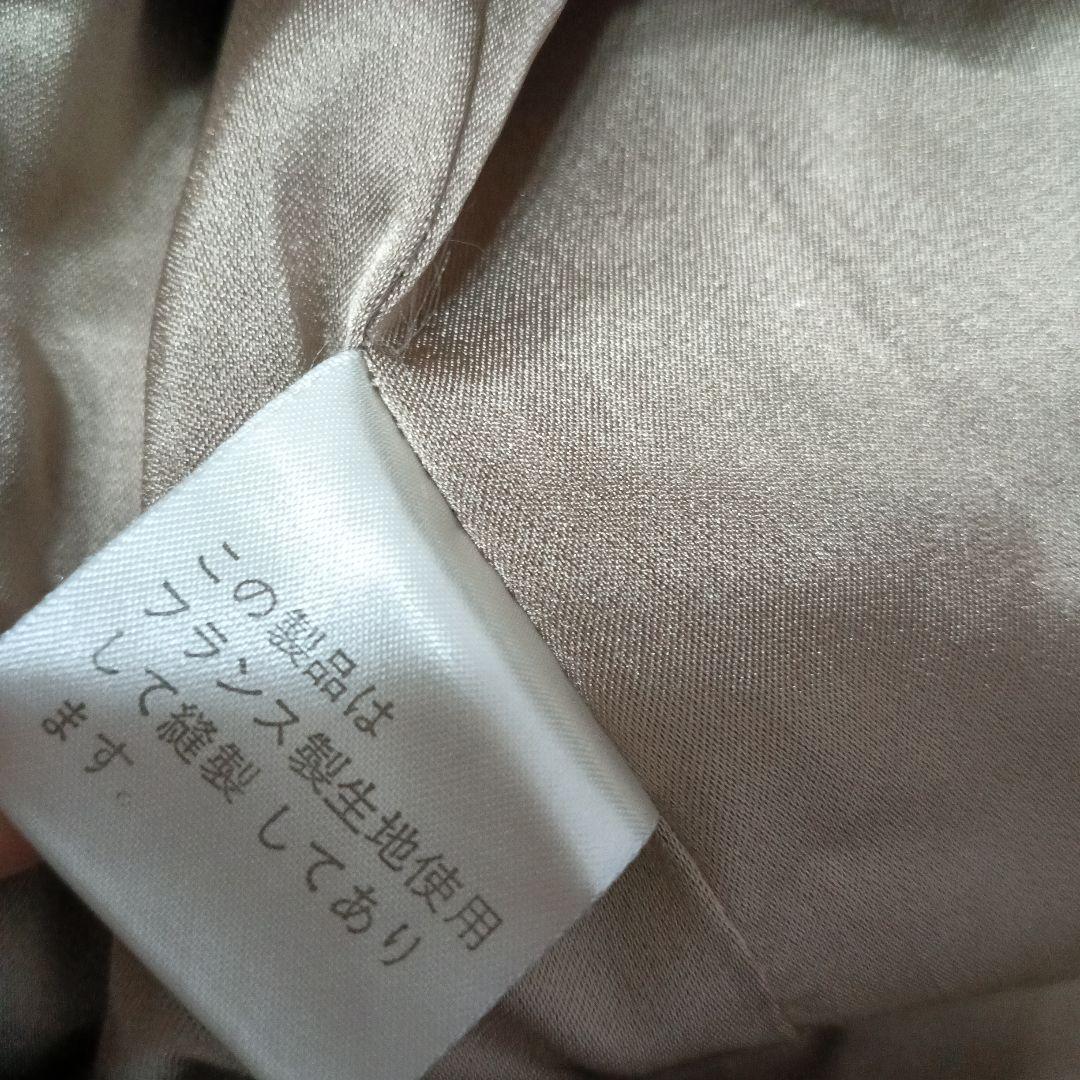 この製品は
フランス製生地使用
して縫製 してあり
ます。